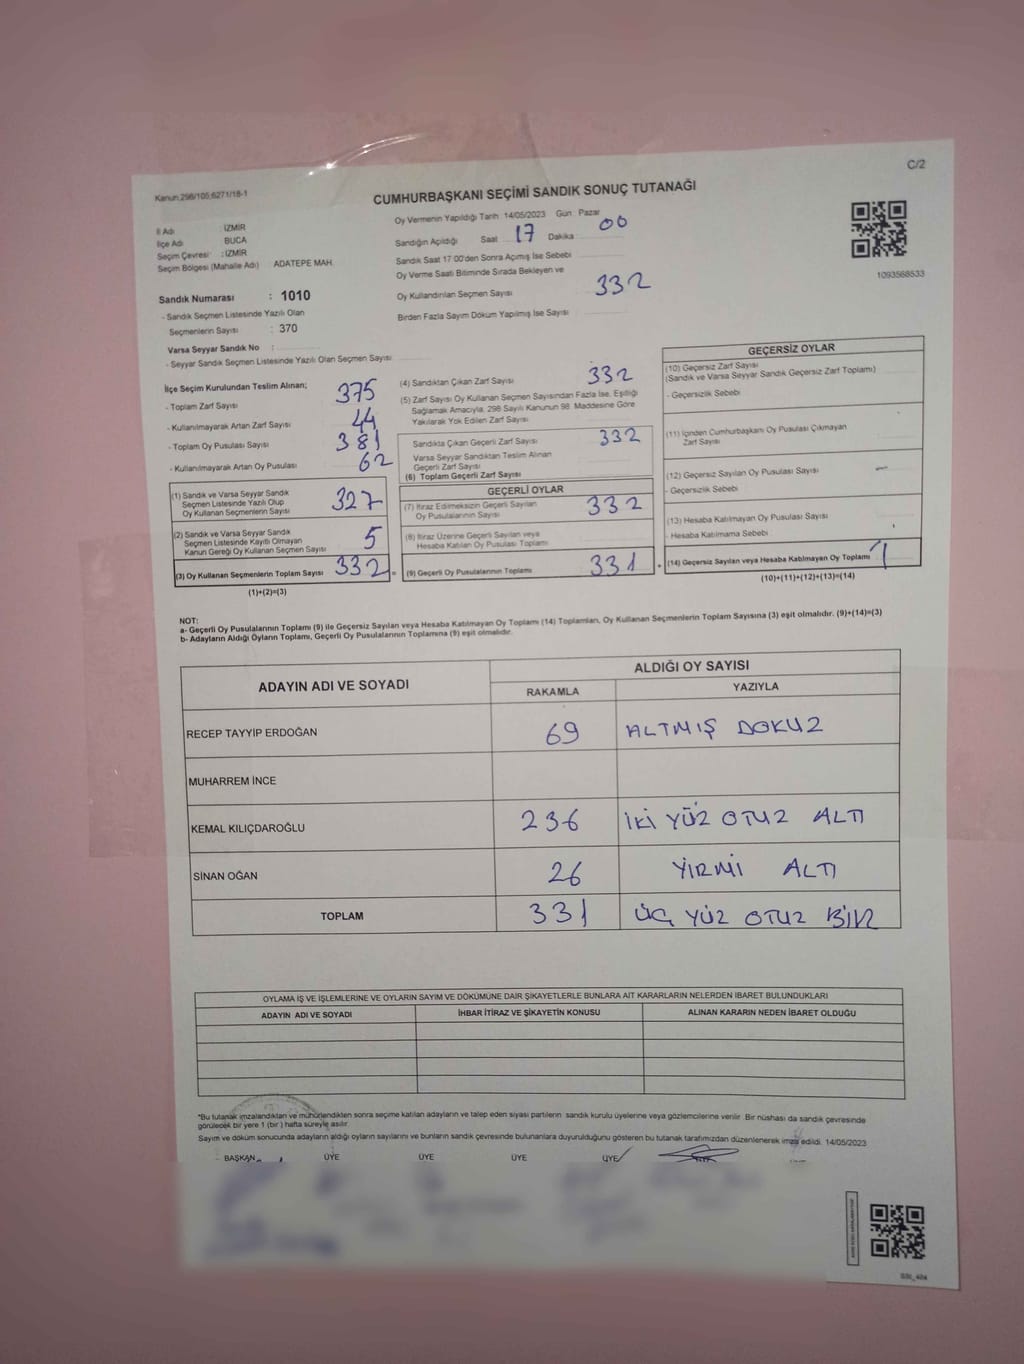 C/2
Kanun:298/105;6271/18-1
CUMHURBAŞKANI SEÇİMİ SANDIK SONUÇ TUTANAĞI
İl Adı : İZMİR
İlçe Adı BUCA
Seçim Çevresi : İZMİR
Seçim Bölgesi (Mahalle Adı) ADATEPE MAH.
Sandık Numarası : 1010
- Sandık Seçmen Listesinde Yazılı Olan
Seçmenlerin Sayısı : 370
Varsa Seyyar Sandık No :
- Seyyar Sandık Seçmen Listesinde Yazılı Olan Seçmen Sayısı
Oy Vermenin Yapıldığı Tarih 14/05/2023 Gün Pazar
Sandığın Açıldığı Saat 17 Dakika 00
Sandık Saat 17 00'den Sonra Açımış İse Sebebi
Oy Verme Saati Bitiminde Sırada Bekleyen ve
Oy Kullandırılan Seçmen Sayısı 332
Birden Fazla Sayım Döküm Yapılmış İse Sayısı
1093568533
İlçe Seçim Kurulundan Teslim Alınan;
- Toplam Zarf Sayısı 375
- Kullanılmayarak Artan Zarf Sayısı 44
- Toplam Oy Pusulası Sayısı 381
- Kullanılmayarak Artan Oy Pusulası 62
(1) Sandık ve Varsa Seyyar Sandık
Seçmen Listesinde Yazılı Olup
Oy Kullanan Seçmenlerin Sayısı 327
(2) Sandık ve Varsa Seyyar Sandık
Seçmen Listesinde Kayıtlı Olmayan
Kanun Gereği Oy Kullanan Seçmen Sayısı 5
(3) Oy Kullanan Seçmenlerin Toplam Sayısı 332 =
(1)+(2)=(3)
(4) Sandıktan Çıkan Zarf Sayısı 332
(5) Zarf Sayısı Oy Kullanan Seçmen Sayısından Fazla İse, Eşitliği
Sağlamak Amacıyla, 298 Sayılı Kanunun 98. Maddesine Göre
Yakılarak Yok Edilen Zarf Sayısı
Sandıkta Çıkan Geçerli Zarf Sayısı 332
Varsa Seyyar Sandıktan Teslim Alınan
Geçerli Zarf Sayısı
(6) Toplam Geçerli Zarf Sayısı
GEÇERLİ OYLAR
(7) İtiraz Edilmeksizin Geçerli Sayılan
Oy Pusulalarının Sayısı 332
(8) İtiraz Üzerine Geçerli Sayılan veya
Hesaba Katılan Oy Pusulası Toplamı
(9) Geçerli Oy Pusulalarının Toplamı 331 +
GEÇERSİZ OYLAR
(10) Geçersiz Zarf Sayısı
(Sandık ve Varsa Seyyar Sandık Geçersiz Zarf Toplamı)
- Geçersizlik Sebebi
(11) İçinden Cumhurbaşkanı Oy Pusulası Çıkmayan
Zarf Sayısı
(12) Geçersiz Sayılan Oy Pusulası Sayısı –
- Geçersizlik Sebebi
(13) Hesaba Katılmayan Oy Pusulası Sayısı
- Hesaba Katılmama Sebebi
(14) Geçersiz Sayılan veya Hesaba Katılmayan Oy Toplamı 1
(10)+(11)+(12)+(13)=(14)
NOT:
a- Geçerli Oy Pusulalarının Toplamı (9) ile Geçersiz Sayılan veya Hesaba Katılmayan Oy Toplamı (14) Toplamları, Oy Kullanan Seçmenlerin Toplam Sayısına (3) eşit olmalıdır. (9)+(14)=(3)
b- Adayların Aldığı Oyların Toplamı, Geçerli Oy Pusulalarının Toplamına (9) eşit olmalıdır.
ADAYIN ADI VE SOYADI ALDIĞI OY SAYISI
RAKAMLA YAZIYLA
RECEP TAYYİP ERDOĞAN 69 ALTMIŞ DOKUZ
MUHARREM İNCE
KEMAL KILIÇDAROĞLU 236 İKİ YÜZ OTUZ ALTI
SİNAN OĞAN 26 YİRMİ ALTI
TOPLAM 331 ÜÇ YÜZ OTUZ BİR
OYLAMA İŞ VE İŞLEMLERİNE VE OYLARIN SAYIM VE DÖKÜMÜNE DAİR ŞİKAYETLERLE BUNLARA AİT KARARLARIN NELERDEN İBARET BULUNDUKLARI
ADAYIN ADI VE SOYADI İHBAR İTİRAZ VE ŞİKAYETİN KONUSU ALINAN KARARIN NEDEN İBARET OLDUĞU
*Bu tutanak imzalandıktan ve mühürlendikten sonra seçime katılan adayların ve talep eden siyasi partilerin sandık kurulu üyelerine veya gözlemcilerine verilir. Bir nüshası da sandık çevresinde
görülecek bir yere 1 (bir) hafta süreyle asılır.
Sayım ve döküm sonucunda adayların aldığı oyların sayılarını ve bunların sandık çevresinde bulunanlara duyurulduğunu gösteren bu tutanak tarafımızdan düzenlenerek imza edildi. 14/05/2023
BAŞKAN ÜYE ÜYE ÜYE ÜYE